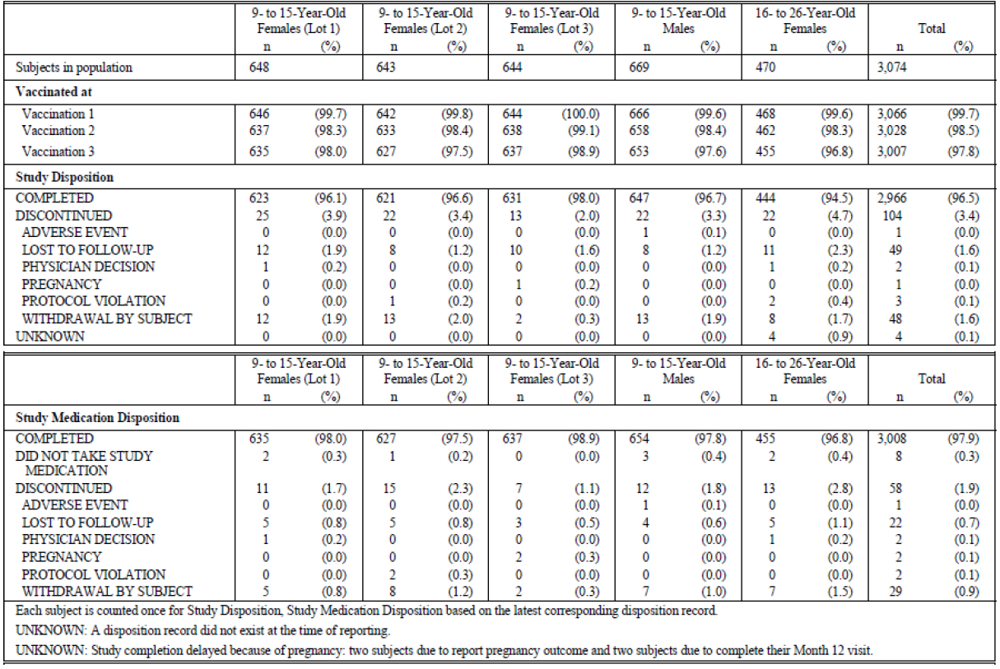 9- to 15-Year-Old 9- to 15-Year-Old 9- to 15-Year-Old 9- to 15-Year-Old 16- to 26-Year-Old
Females (Lot 1) Females (Lot 2) Females (Lot 3) Males Females Total
n (%) n (%) n (%) n (%) n (%) n (%)
Subjects in population 648 643 644 669 470 3,074
Vaccinated at
Vaccination 1 646 (99.7) 642 (99.8) 644 (100.0) 666 (99.6) 468 (99.6) 3,066 (99.7)
Vaccination 2 637 (98.3) 633 (98.4) 638 (99.1) 658 (98.4) 462 (98.3) 3,028 (98.5)
Vaccination 3 635 (98.0) 627 (97.5) 637 (98.9) 653 (97.6) 455 (96.8) 3,007 (97.8)
Study Disposition
COMPLETED 623 (96.1) 621 (96.6) 631 (98.0) 647 (96.7) 444 (94.5) 2,966 (96.5)
DISCONTINUED 25 (3.9) 22 (3.4) 13 (2.0) 22 (3.3) 22 (4.7) 104 (3.4)
ADVERSE EVENT 0 (0.0) 0 (0.0) 0 (0.0) 1 (0.1) 0 (0.0) 1 (0.0)
LOST TO FOLLOW-UP 12 (1.9) 8 (1.2) 10 (1.6) 8 (1.2) 11 (2.3) 49 (1.6)
PHYSICIAN DECISION 1 (0.2) 0 (0.0) 0 (0.0) 0 (0.0) 1 (0.2) 2 (0.1)
PREGNANCY 0 (0.0) 0 (0.0) 1 (0.2) 0 (0.0) 0 (0.0) 1 (0.0)
PROTOCOL VIOLATION 0 (0.0) 1 (0.2) 0 (0.0) 0 (0.0) 2 (0.4) 3 (0.1)
WITHDRAWAL BY SUBJECT 12 (1.9) 13 (2.0) 2 (0.3) 13 (1.9) 8 (1.7) 48 (1.6)
UNKNOWN 0 (0.0) 0 (0.0) 0 (0.0) 0 (0.0) 4 (0.9) 4 (0.1)
9- to 15-Year-Old 9- to 15-Year-Old 9- to 15-Year-Old 9- to 15-Year-Old 16- to 26-Year-Old
Females (Lot 1) Females (Lot 2) Females (Lot 3) Males Females Total
n (%) n (%) n (%) n (%) n (%) n (%)
Study Medication Disposition
COMPLETED 635 (98.0) 627 (97.5) 637 (98.9) 654 (97.8) 455 (96.8) 3,008 (97.9)
DID NOT TAKE STUDY 2 (0.3) 1 (0.2) 0 (0.0) 3 (0.4) 2 (0.4) 8 (0.3)
MEDICATION
DISCONTINUED 11 (1.7) 15 (2.3) 7 (1.1) 12 (1.8) 13 (2.8) 58 (1.9)
ADVERSE EVENT 0 (0.0) 0 (0.0) 0 (0.0) 1 (0.1) 0 (0.0) 1 (0.0)
LOST TO FOLLOW-UP 5 (0.8) 5 (0.8) 3 (0.5) 4 (0.6) 5 (1.1) 22 (0.7)
PHYSICIAN DECISION 1 (0.2) 0 (0.0) 0 (0.0) 0 (0.0) 1 (0.2) 2 (0.1)
PREGNANCY 0 (0.0) 0 (0.0) 2 (0.3) 0 (0.0) 0 (0.0) 2 (0.1)
PROTOCOL VIOLATION 0 (0.0) 2 (0.3) 0 (0.0) 0 (0.0) 0 (0.0) 2 (0.1)
WITHDRAWAL BY SUBJECT 5 (0.8) 8 (1.2) 2 (0.3) 7 (1.0) 7 (1.5) 29 (0.9)
Each subject is counted once for Study Disposition, Study Medication Disposition based on the latest corresponding disposition record.
UNKNOWN: A disposition record did not exist at the time of reporting.
UNKNOWN: Study completion delayed because of pregnancy: two subjects due to report pregnancy outcome and two subjects due to complete their Month 12 visit.